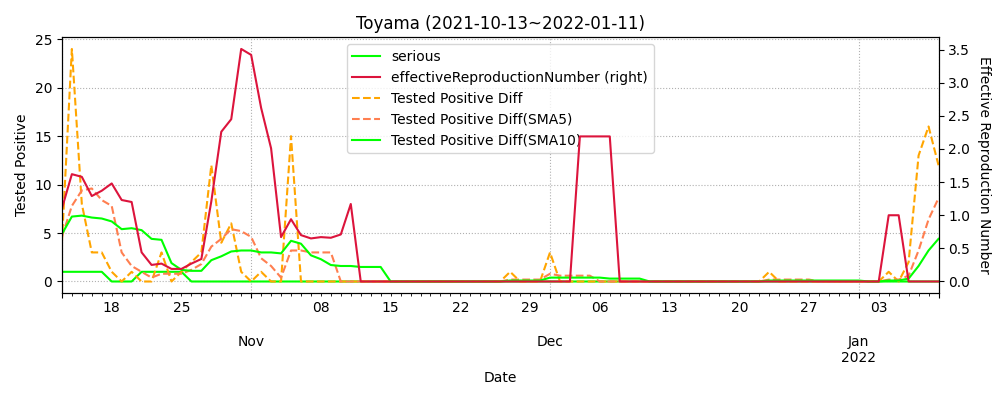 Toyama (2021-10-13~2022-01-11)
serious
effectiveReproductionNumber (right)
Tested Positive Diff
Tested Positive Diff(SMA5)
Tested Positive Diff(SMA10)
Tested Positive
25
20
15
10
5
0
Effective Reproduction Number
3.5
3.0
2.5
2.0
1.5
1.0
0.5
0.0
18 25 08 15 22 29 06 13 20 27 03
Nov Dec Jan
2022
Date